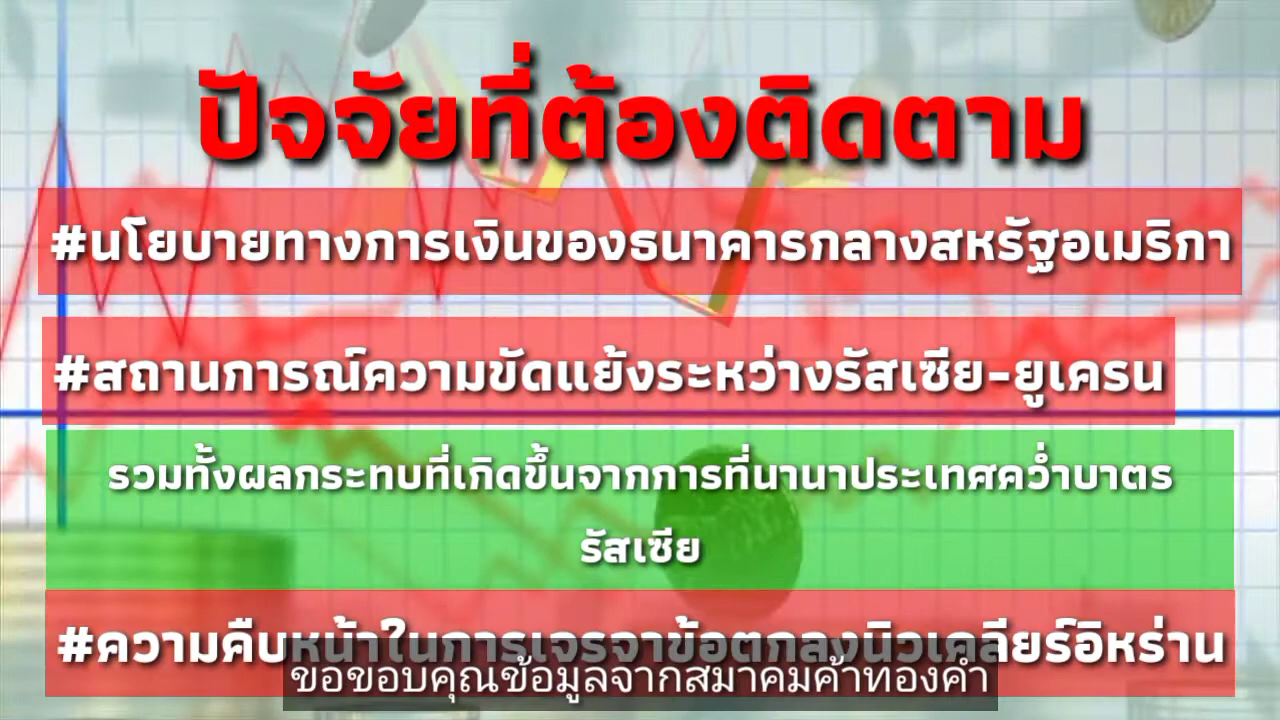 ปัจจัยที่ต้องติดตาม
#นโยบายทางการเงินของธนาคารกลางสหรัฐอเมริกา
#สถานการณ์ความขัดแย้งระหว่างรัสเซีย-ยูเครน
รวมทั้งผลกระทบที่เกิดขึ้นจากการที่นานาประเทศคว่ำบาตร
รัสเซีย
#ความคืบหน้าในการเจรจาข้อตกลงนิวเคลียร์อิหร่าน
ขอขอบคุณข้อมูลจากสมาคมค้าทองคำ